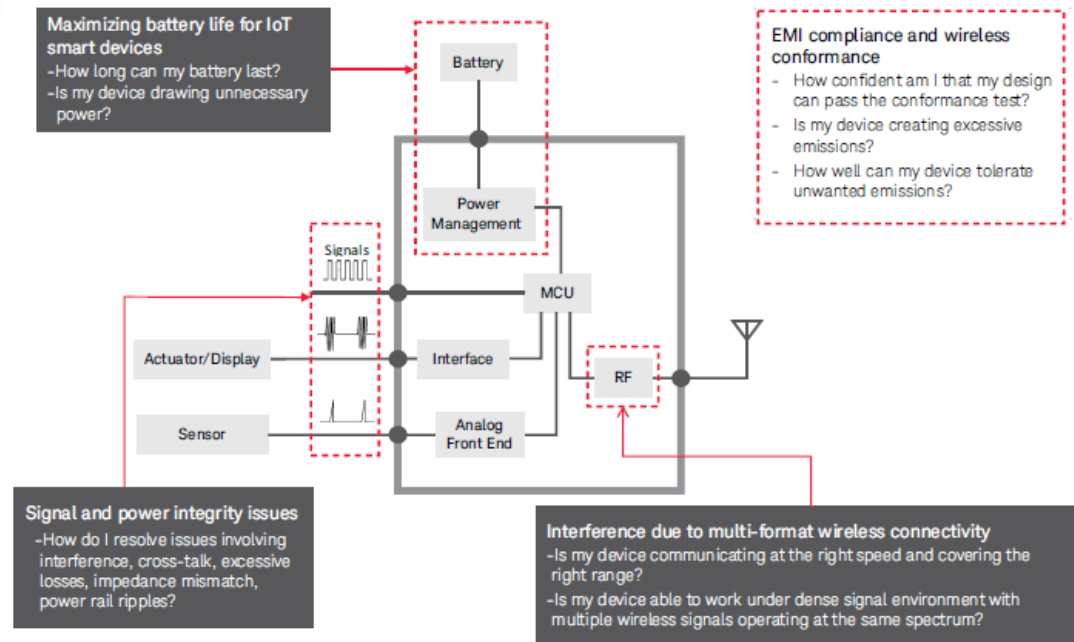 Maximizing battery life for IoT
smart devices
-How long can my battery last?
-Is my device drawing unnecessary
power?
Battery
EMI compliance and wireless
conformance
- How confident am I that my design
can pass the conformance test?
- Is my device creating excessive
emissions?
- How well can my device tolerate
unwanted emissions?
Power
Management
Signals
MCU
Actuator/Display
Interface
RF
Sensor
Analog
Front End
Signal and power integrity issues
-How do I resolve issues involving
interference, cross-talk, excessive
losses, impedance mismatch,
power rail ripples?
Interference due to multi-format wireless connectivity
-Is my device communicating at the right speed and covering the
right range?
-Is my device able to work under dense signal environment with
multiple wireless signals operating at the same spectrum?